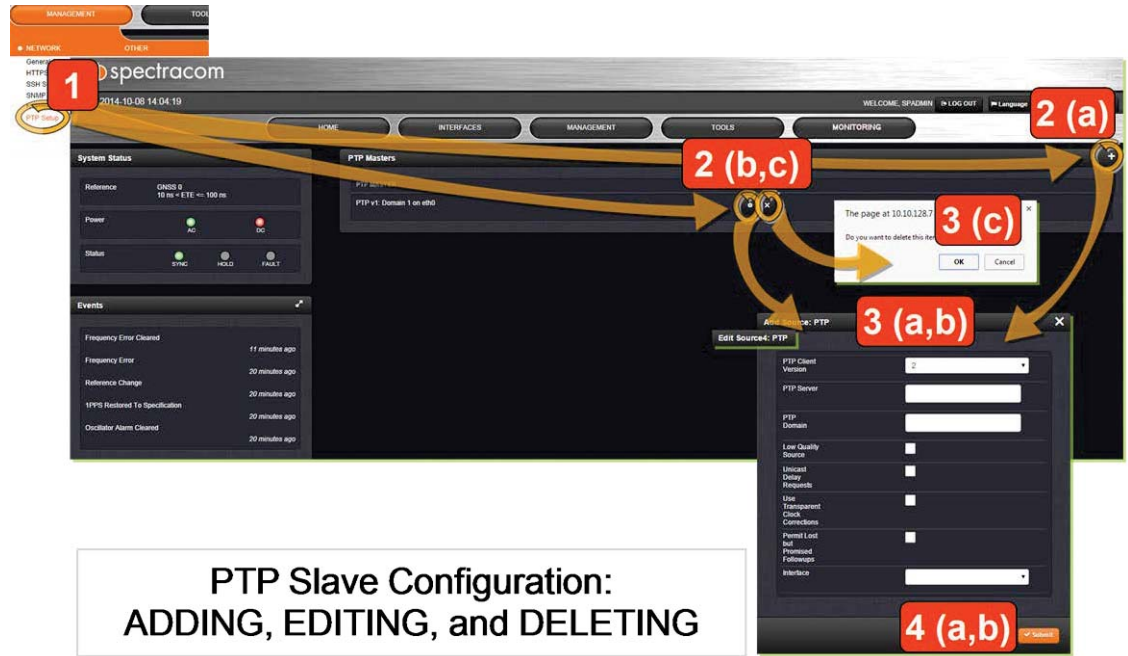 MANAGEMENT
NETWORK
OTHER
General
HTTPS
SSH
SNMP
PTP Setup
1
spectracom
2014-10-08 14:04:19
WELCOME, SPADMIN
LOG OUT
Language
HOME
INTERFACES
MANAGEMENT
TOOLS
MONITORING
2 (a)
2 (b,c)
System Status
Reference
GNSS 0
10 ns < ETE <= 100 ns
Power
AC
DC
Status
SYNC
HOLD
FAULT
PTP Masters
PTP v1: Domain 1 on eth0
The page at 10.10.128.7
Do you want to delete this
OK
Cancel
3 (c)
Events
Frequency Error Cleared
11 minutes ago
Frequency Error
20 minutes ago
Reference Change
20 minutes ago
1PPS Restored To Specification
20 minutes ago
Oscillator Alarm Cleared
20 minutes ago
Add Source: PTP
Edit Source4: PTP
3 (a,b)
PTP Client
Version
2
PTP Server
PTP
Domain
Low Quality
Source
Unicast
Delay
Requests
Use
Transparent
Clock
Corrections
Permit Lost
but
Promised
Followups
Interface
4 (a,b)
Submit
PTP Slave Configuration:
ADDING, EDITING, and DELETING